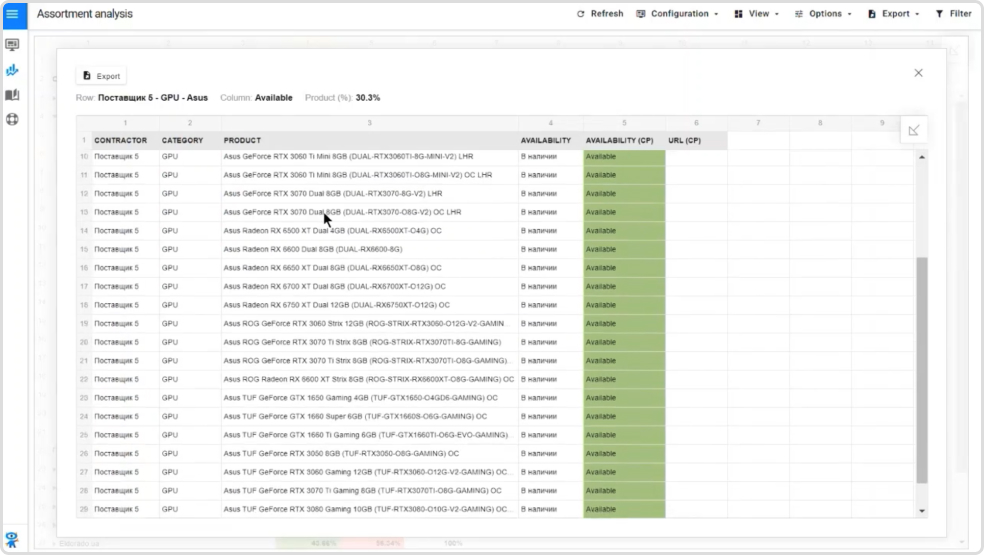 Assortment analysis
Refresh Configuration View Options Export Filter
Export
Row: Поставщик 5 - GPU - Asus Column: Available Product (%): 30.3%
1 2 3 4 5 6 7 8 9
1 CONTRACTOR CATEGORY PRODUCT AVAILABILITY AVAILABILITY (CP) URL (CP)
10 Поставщик 5 GPU Asus GeForce RTX 3060 Ti Mini 8GB (DUAL-RTX3060TI-8G-MINI-V2) LHR В наличии Available
11 Поставщик 5 GPU Asus GeForce RTX 3060 Ti Mini 8GB (DUAL-RTX3060TI-O8G-MINI-V2) OC LHR В наличии Available
12 Поставщик 5 GPU Asus GeForce RTX 3070 Dual 8GB (DUAL-RTX3070-8G-V2) LHR В наличии Available
13 Поставщик 5 GPU Asus GeForce RTX 3070 Dual 8GB (DUAL-RTX3070-O8G-V2) OC LHR В наличии Available
14 Поставщик 5 GPU Asus Radeon RX 6500 XT Dual 4GB (DUAL-RX6500XT-O4G) OC В наличии Available
15 Поставщик 5 GPU Asus Radeon RX 6600 Dual 8GB (DUAL-RX6600-8G) В наличии Available
16 Поставщик 5 GPU Asus Radeon RX 6650 XT Dual 8GB (DUAL-RX6650XT-O8G) OC В наличии Available
17 Поставщик 5 GPU Asus Radeon RX 6700 XT Dual 8GB (DUAL-RX6700XT-O12G) OC В наличии Available
18 Поставщик 5 GPU Asus Radeon RX 6750 XT Dual 12GB (DUAL-RX6750XT-O12G) OC В наличии Available
19 Поставщик 5 GPU Asus ROG GeForce RTX 3060 Strix 12GB (ROG-STRIX-RTX3060-O12G-V2-GAMIN... В наличии Available
20 Поставщик 5 GPU Asus ROG GeForce RTX 3070 Ti Strix 8GB (ROG-STRIX-RTX3070TI-8G-GAMING) В наличии Available
21 Поставщик 5 GPU Asus ROG GeForce RTX 3070 Ti Strix 8GB (ROG-STRIX-RTX3070TI-O8G-GAMING)... В наличии Available
22 Поставщик 5 GPU Asus ROG Radeon RX 6600 XT Strix 8GB (ROG-STRIX-RX6600XT-O8G-GAMING) OC В наличии Available
23 Поставщик 5 GPU Asus TUF GeForce GTX 1650 Gaming 4GB (TUF-GTX1650-O4GD6-GAMING) OC В наличии Available
24 Поставщик 5 GPU Asus TUF GeForce GTX 1660 Super 6GB (TUF-GTX1660S-O6G-GAMING) OC В наличии Available
25 Поставщик 5 GPU Asus TUF GeForce GTX 1660 Ti Gaming 6GB (TUF-GTX1660TI-O6G-EVO-GAMING)... В наличии Available
26 Поставщик 5 GPU Asus TUF GeForce RTX 3050 8GB (TUF-RTX3050-O8G-GAMING) OC В наличии Available
27 Поставщик 5 GPU Asus TUF GeForce RTX 3060 Gaming 12GB (TUF-RTX3060-O12G-V2-GAMING) OC... В наличии Available
28 Поставщик 5 GPU Asus TUF GeForce RTX 3070 Ti Gaming 8GB (TUF-RTX3070TI-O8G-GAMING) OC В наличии Available
29 Поставщик 5 GPU Asus TUF GeForce RTX 3080 Gaming 10GB (TUF-RTX3080-O10G-V2-GAMING) OC... В наличии Available
100%